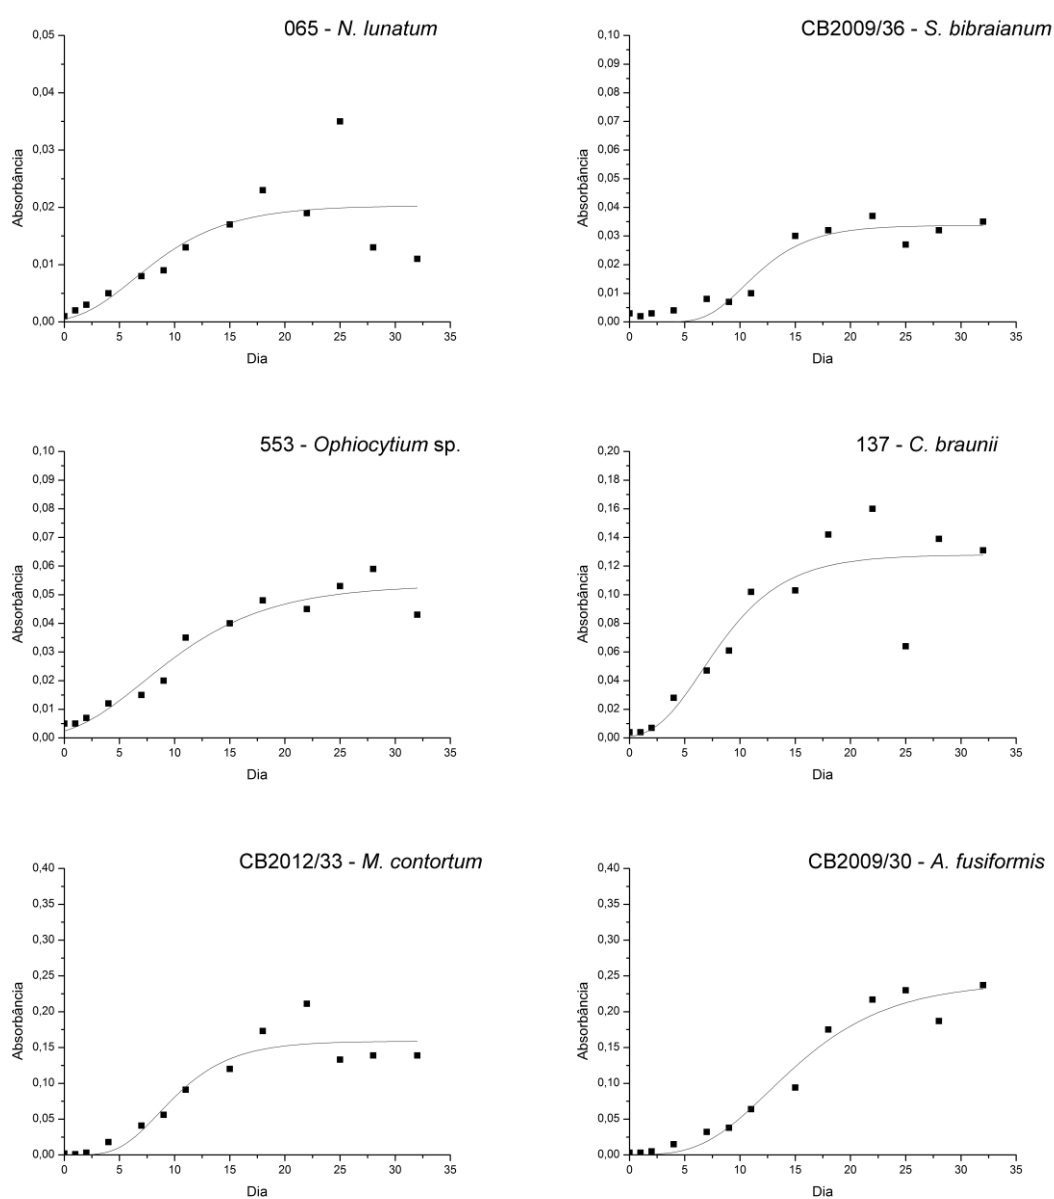 065 - N. lunatum
0,05
0,04
0,03
0,02
0,01
0,00
Absorbância
0 5 10 15 20 25 30 35
Dia
CB2009/36 - S. bibraianum
0,10
0,09
0,08
0,07
0,06
0,05
0,04
0,03
0,02
0,01
0,00
Absorbância
0 5 10 15 20 25 30 35
Dia
553 - Ophiocytium sp.
0,10
0,09
0,08
0,07
0,06
0,05
0,04
0,03
0,02
0,01
0,00
Absorbância
0 5 10 15 20 25 30 35
Dia
137 - C. braunii
0,20
0,18
0,16
0,14
0,12
0,10
0,08
0,06
0,04
0,02
0,00
Absorbância
0 5 10 15 20 25 30 35
Dia
CB2012/33 - M. contortum
0,40
0,35
0,30
0,25
0,20
0,15
0,10
0,05
0,00
Absorbância
0 5 10 15 20 25 30 35
Dia
CB2009/30 - A. fusiformis
0,40
0,35
0,30
0,25
0,20
0,15
0,10
0,05
0,00
Absorbância
0 5 10 15 20 25 30 35
Dia